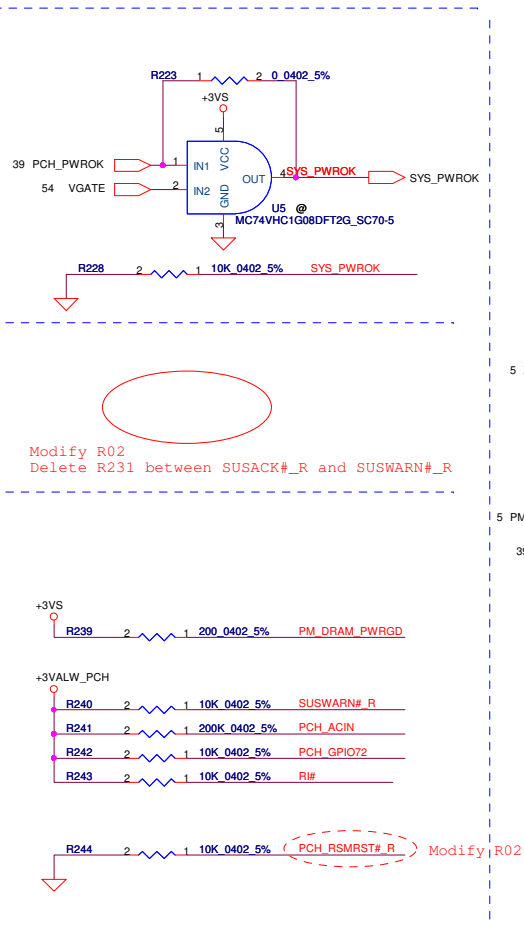 R223 1 2 0_0402_5%
+3VS
5
39 PCH_PWROK 1 IN1 VCC
OUT 4 SYS_PWROK SYS_PWROK
54 VGATE 2 IN2 GND
3
U5 @
MC74VHC1G08DFT2G_SC70-5
R228 2 1 10K_0402_5% SYS_PWROK
5
Modify R02
Delete R231 between SUSACK#_R and SUSWARN#_R
5 PM
39
+3VS
R239 2 1 200_0402_5% PM_DRAM_PWRGD
+3VALW_PCH
R240 2 1 10K_0402_5% SUSWARN#_R
R241 2 1 200K_0402_5% PCH_ACIN
R242 2 1 10K_0402_5% PCH_GPIO72
R243 2 1 10K_0402_5% RI#
R244 2 1 10K_0402_5% PCH_RSMRST#_R Modify R02